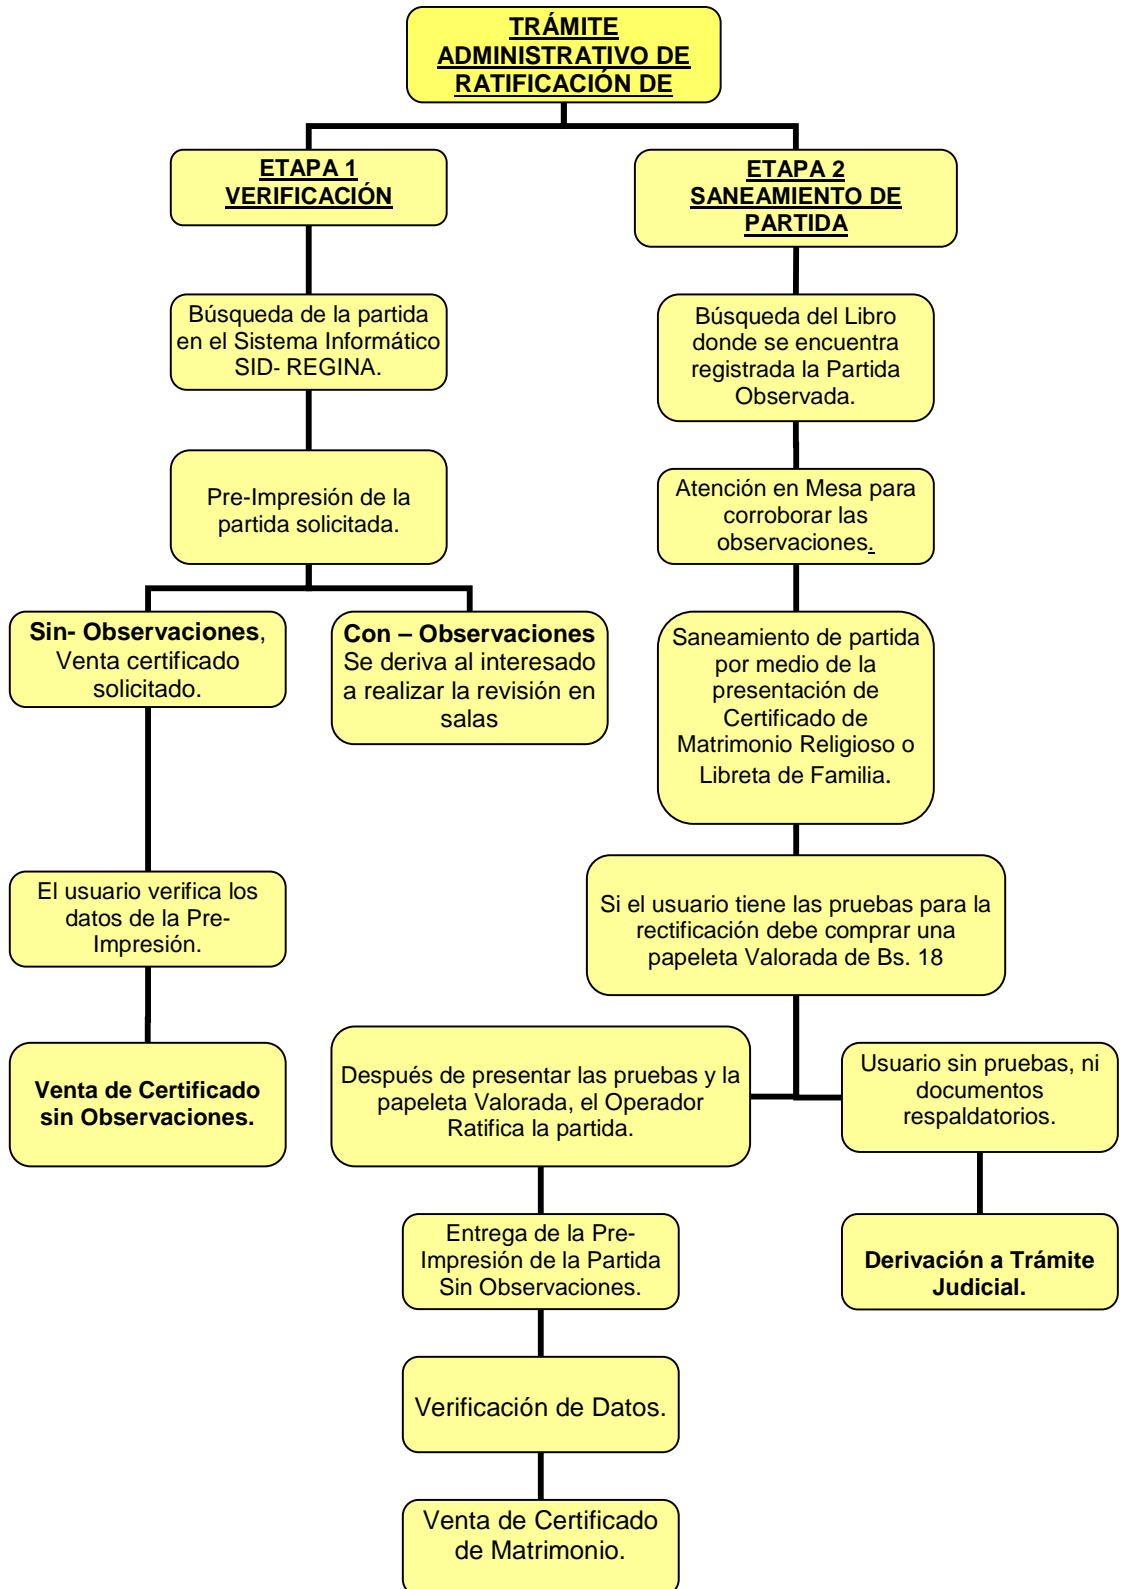 TRÁMITE
ADMINISTRATIVO DE
RATIFICACIÓN DE
ETAPA 1
VERIFICACIÓN
Búsqueda de la partida
en el Sistema Informático
SID- REGINA.
Pre-Impresión de la
partida solicitada.
Sin- Observaciones,
Venta certificado
solicitado.
Con – Observaciones
Se deriva al interesado
a realizar la revisión en
salas
El usuario verifica los
datos de la Pre-
Impresión.
Venta de Certificado
sin Observaciones.
ETAPA 2
SANEAMIENTO DE
PARTIDA
Búsqueda del Libro
donde se encuentra
registrada la Partida
Observada.
Atención en Mesa para
corroborar las
observaciones.
Saneamiento de partida
por medio de la
presentación de
Certificado de
Matrimonio Religioso o
Libreta de Familia.
Si el usuario tiene las pruebas para la
rectificación debe comprar una
papeleta Valorada de Bs. 18
Después de presentar las pruebas y la
papeleta Valorada, el Operador
Ratifica la partida.
Entrega de la Pre-
Impresión de la Partida
Sin Observaciones.
Verificación de Datos.
Venta de Certificado
de Matrimonio.
Usuario sin pruebas, ni
documentos
respaldatorios.
Derivación a Trámite
Judicial.